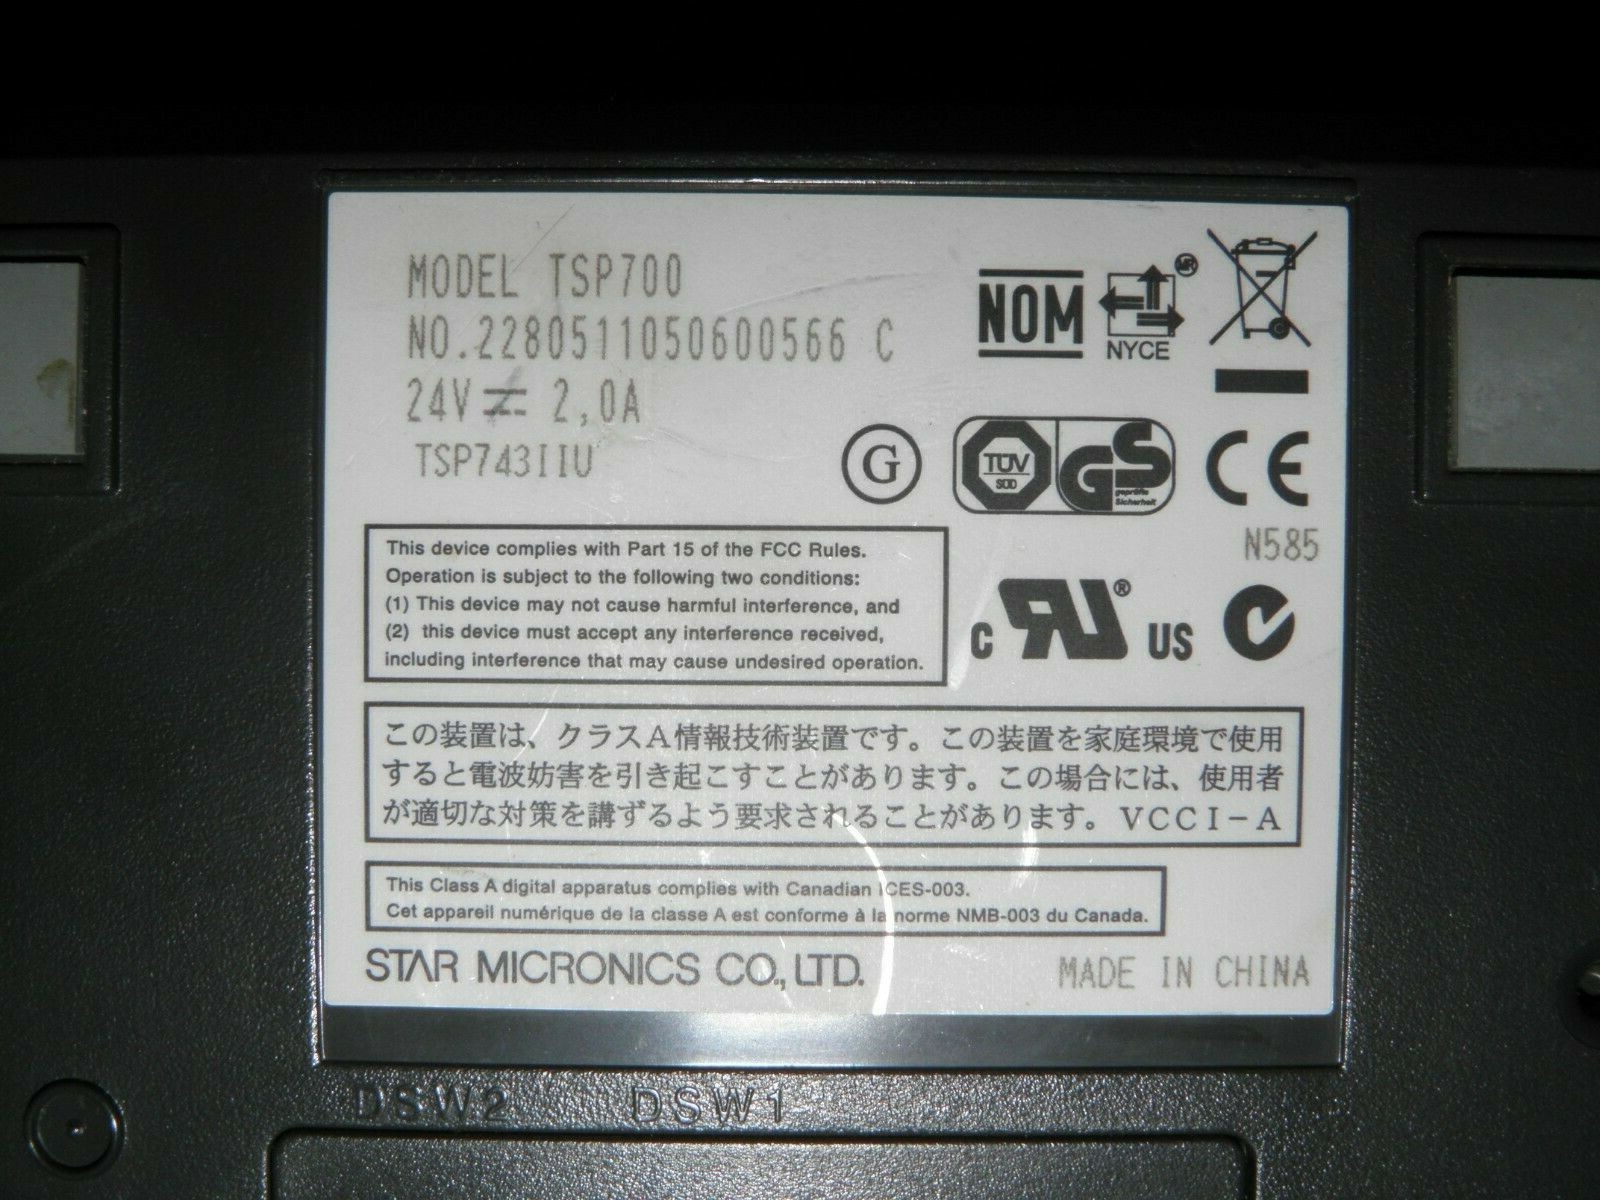 MODEL TSP700
NO.2280511050600566 C
24V 2,0A
TSP743IIU
NOM
MR
NYCE
G
TÜV
SÜD
GS
geprüfte
Sicherheit
CE
N585
This device complies with Part 15 of the FCC Rules.
Operation is subject to the following two conditions:
(1) This device may not cause harmful interference, and
(2) this device must accept any interference received,
including interference that may cause undesired operation.
C RU® US
この装置は、クラスA情報技術装置です。この装置を家庭環境で使用
すると電波妨害を引き起こすことがあります。この場合には、使用者
が適切な対策を講ずるよう要求されることがあります。VCCI-A
This Class A digital apparatus complies with Canadian ICES-003.
Cet appareil numérique de la classe A est conforme à la norme NMB-003 du Canada.
STAR MICRONICS CO., LTD.
MADE IN CHINA
DSW2
DSW1